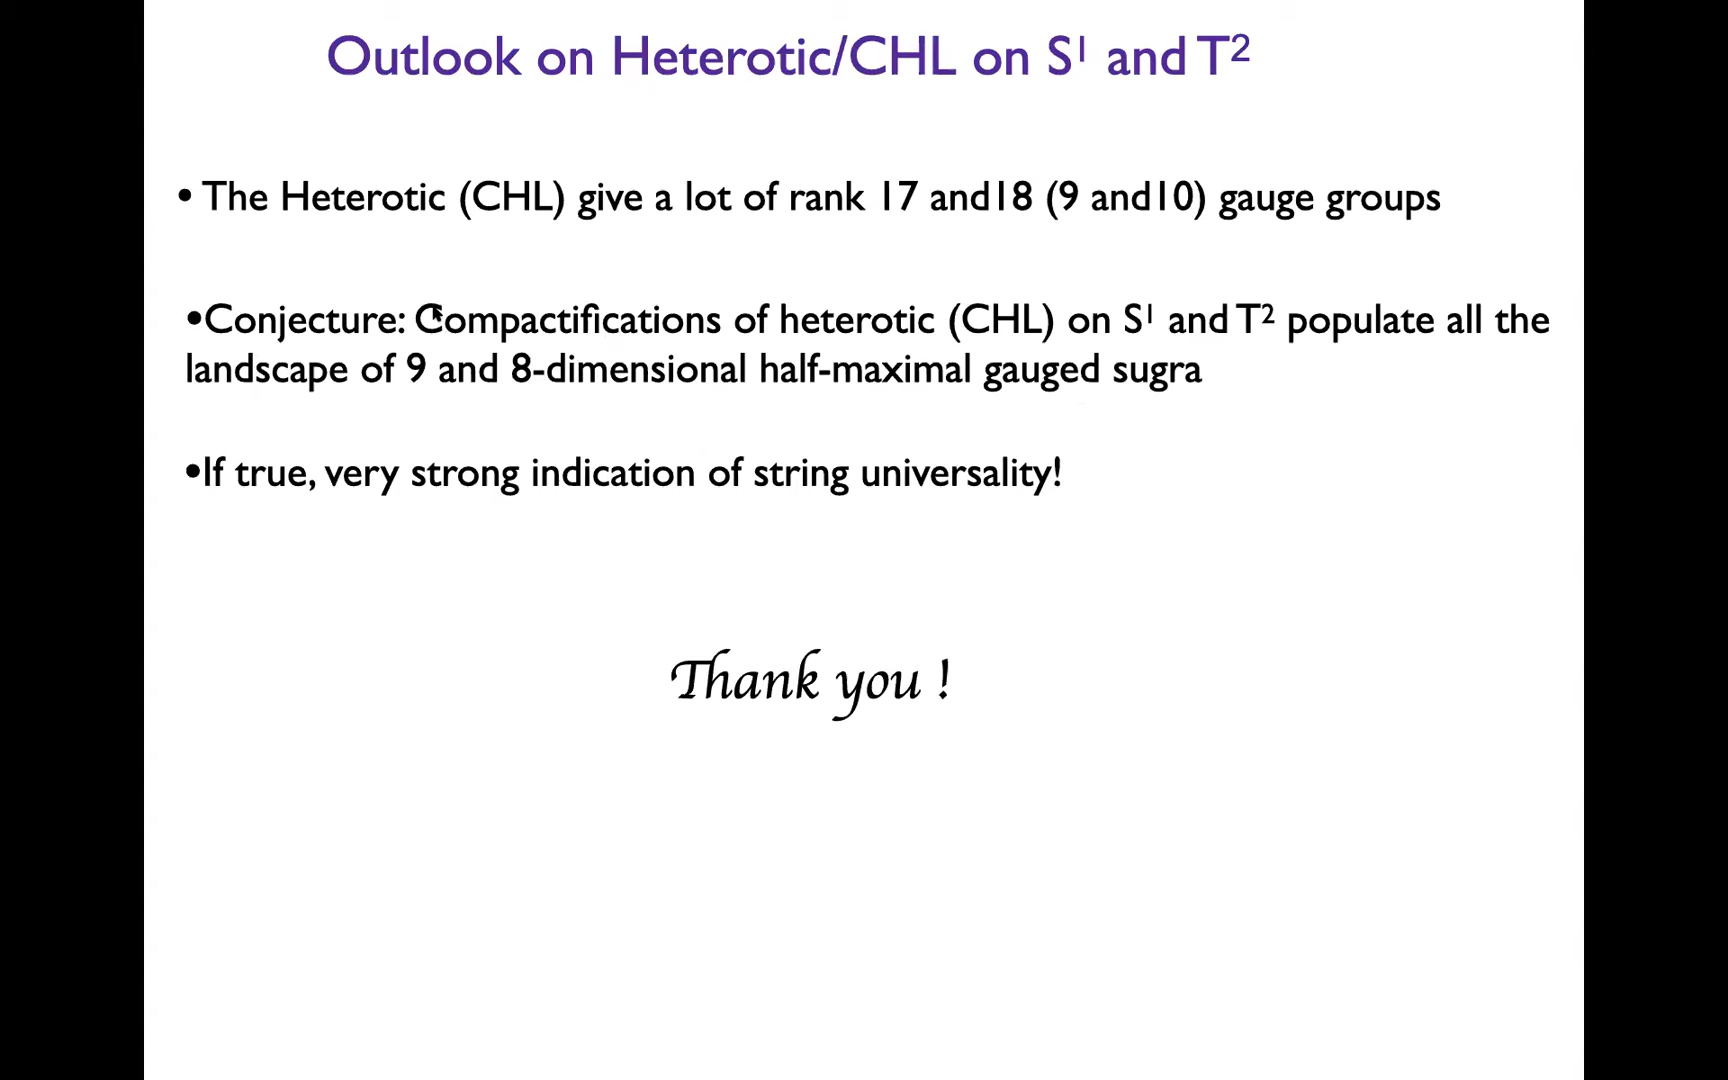 Outlook on Heterotic/CHL on S¹ and T²
• The Heterotic (CHL) give a lot of rank 17 and18 (9 and10) gauge groups
•Conjecture: Compactifications of heterotic (CHL) on S¹ and T² populate all the
landscape of 9 and 8-dimensional half-maximal gauged sugra
•If true, very strong indication of string universality!
Thank you !